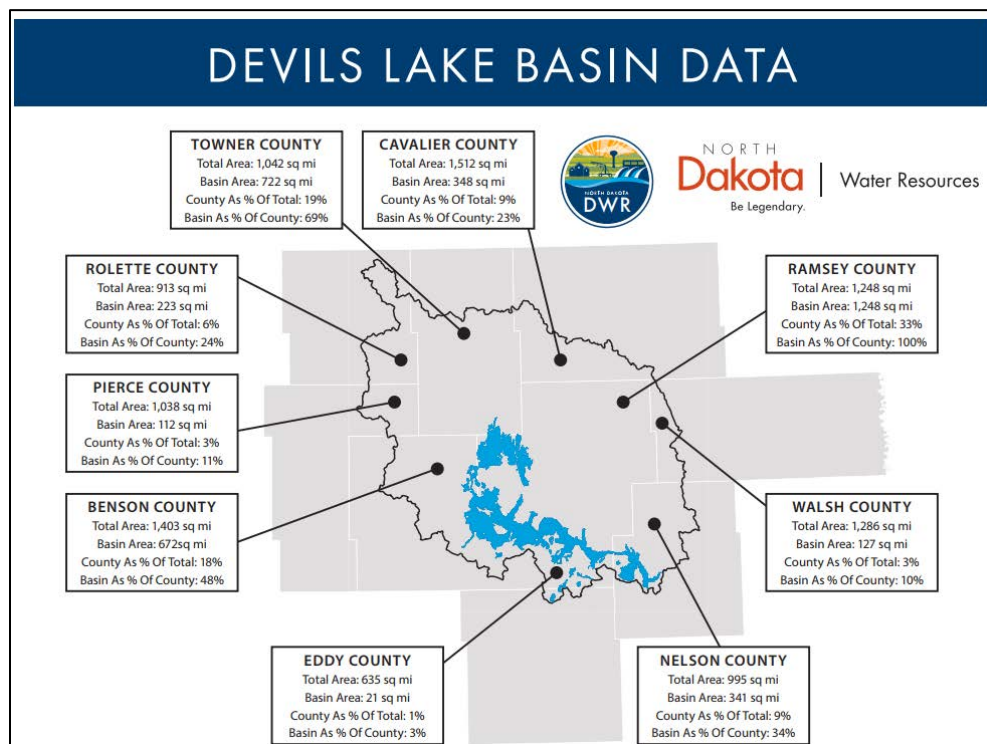 DEVILS LAKE BASIN DATA
TOWNER COUNTY
Total Area: 1,042 sq mi
Basin Area: 722 sq mi
County As % Of Total: 19%
Basin As % Of County: 69%
CAVALIER COUNTY
Total Area: 1,512 sq mi
Basin Area: 348 sq mi
County As % Of Total: 9%
Basin As % Of County: 23%
NORTH DAKOTA
DWR
NORTH
Dakota
Be Legendary.
Water Resources
ROLETTE COUNTY
Total Area: 913 sq mi
Basin Area: 223 sq mi
County As % Of Total: 6%
Basin As % Of County: 24%
RAMSEY COUNTY
Total Area: 1,248 sq mi
Basin Area: 1,248 sq mi
County As % Of Total: 33%
Basin As % Of County: 100%
PIERCE COUNTY
Total Area: 1,038 sq mi
Basin Area: 112 sq mi
County As % Of Total: 3%
Basin As % Of County: 11%
BENSON COUNTY
Total Area: 1,403 sq mi
Basin Area: 672sq mi
County As % Of Total: 18%
Basin As % Of County: 48%
WALSH COUNTY
Total Area: 1,286 sq mi
Basin Area: 127 sq mi
County As % Of Total: 3%
Basin As % Of County: 10%
EDDY COUNTY
Total Area: 635 sq mi
Basin Area: 21 sq mi
County As % Of Total: 1%
Basin As % Of County: 3%
NELSON COUNTY
Total Area: 995 sq mi
Basin Area: 341 sq mi
County As % Of Total: 9%
Basin As % Of County: 34%